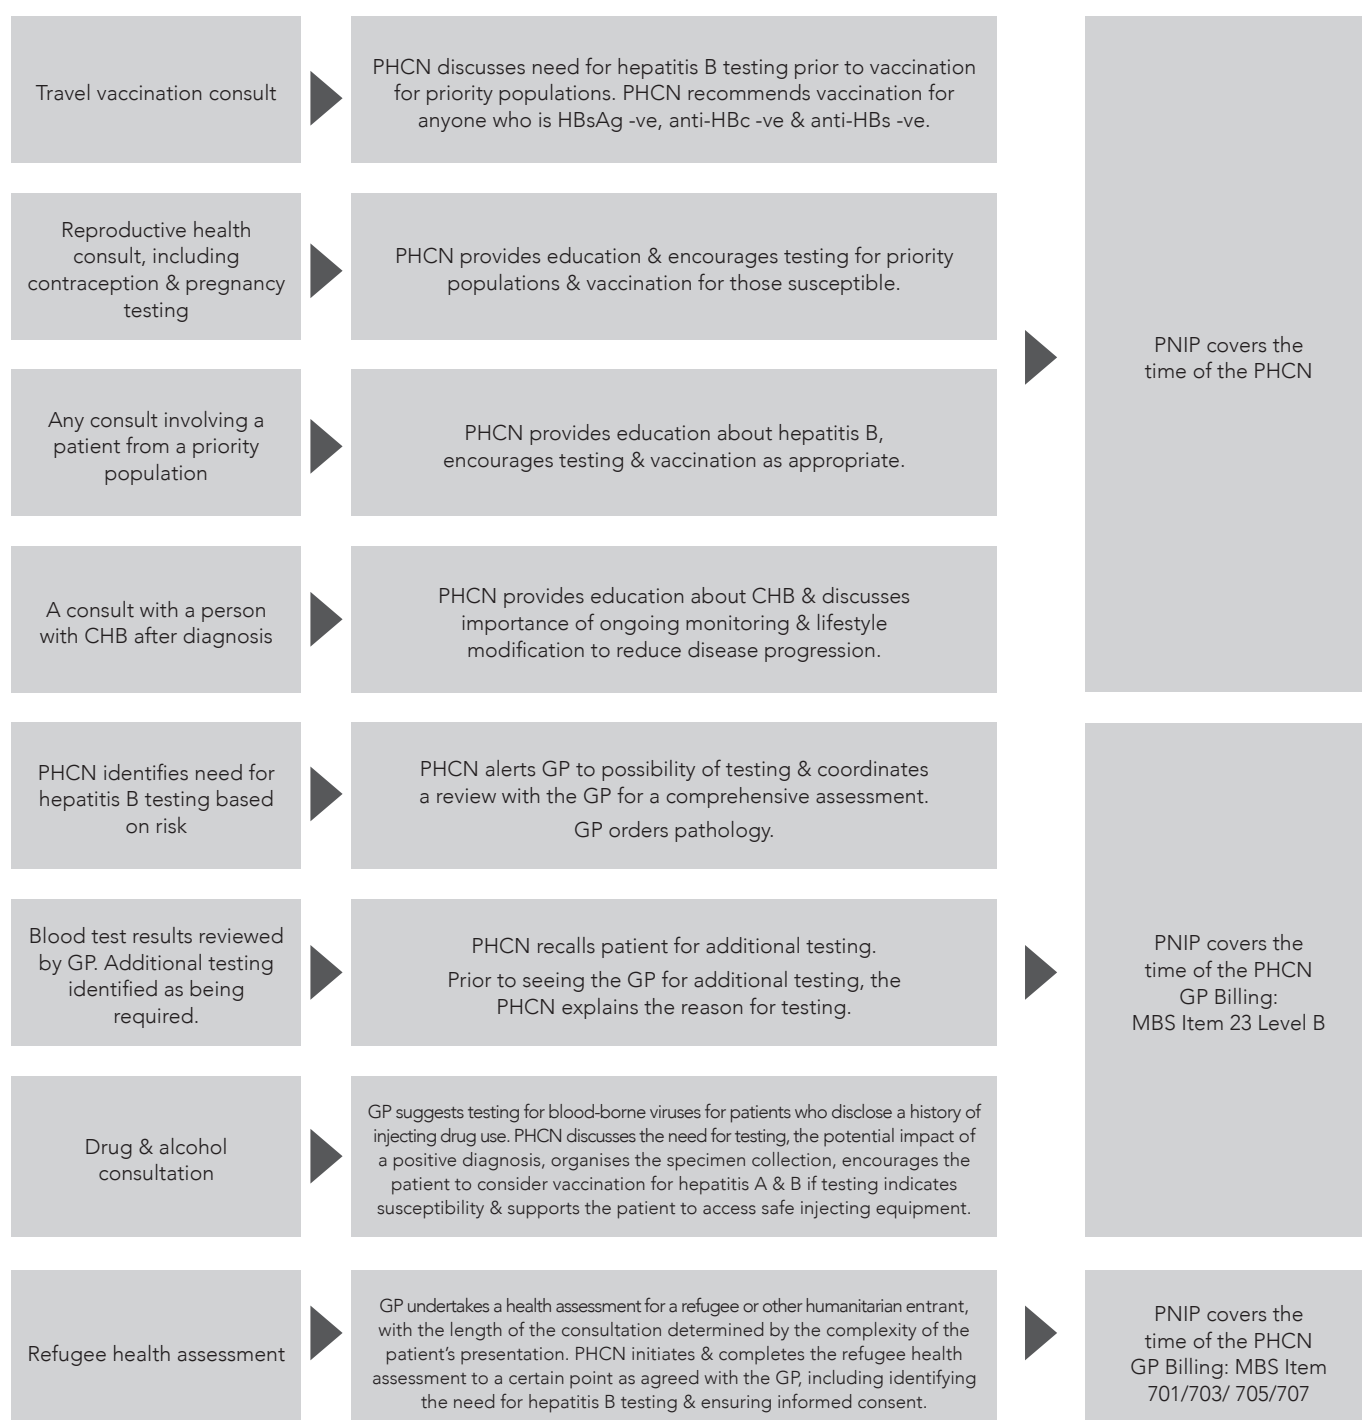 Travel vaccination consult
PHCN discusses need for hepatitis B testing prior to vaccination
for priority populations. PHCN recommends vaccination for
anyone who is HBsAg -ve, anti-HBc -ve & anti-HBs -ve.
Reproductive health
consult, including
contraception & pregnancy
testing
PHCN provides education & encourages testing for priority
populations & vaccination for those susceptible.
Any consult involving a
patient from a priority
population
PHCN provides education about hepatitis B,
encourages testing & vaccination as appropriate.
A consult with a person
with CHB after diagnosis
PHCN provides education about CHB & discusses
importance of ongoing monitoring & lifestyle
modification to reduce disease progression.
PNIP covers the
time of the PHCN
PHCN identifies need for
hepatitis B testing based
on risk
PHCN alerts GP to possibility of testing & coordinates
a review with the GP for a comprehensive assessment.
GP orders pathology.
Blood test results reviewed
by GP. Additional testing
identified as being
required.
PHCN recalls patient for additional testing.
Prior to seeing the GP for additional testing, the
PHCN explains the reason for testing.
Drug & alcohol
consultation
GP suggests testing for blood-borne viruses for patients who disclose a history of
injecting drug use. PHCN discusses the need for testing, the potential impact of
a positive diagnosis, organises the specimen collection, encourages the
patient to consider vaccination for hepatitis A & B if testing indicates
susceptibility & supports the patient to access safe injecting equipment.
PNIP covers the
time of the PHCN
GP Billing:
MBS Item 23 Level B
Refugee health assessment
GP undertakes a health assessment for a refugee or other humanitarian entrant,
with the length of the consultation determined by the complexity of the
patient's presentation. PHCN initiates & completes the refugee health
assessment to a certain point as agreed with the GP, including identifying
the need for hepatitis B testing & ensuring informed consent.
PNIP covers the
time of the PHCN
GP Billing: MBS Item
701/703/ 705/707